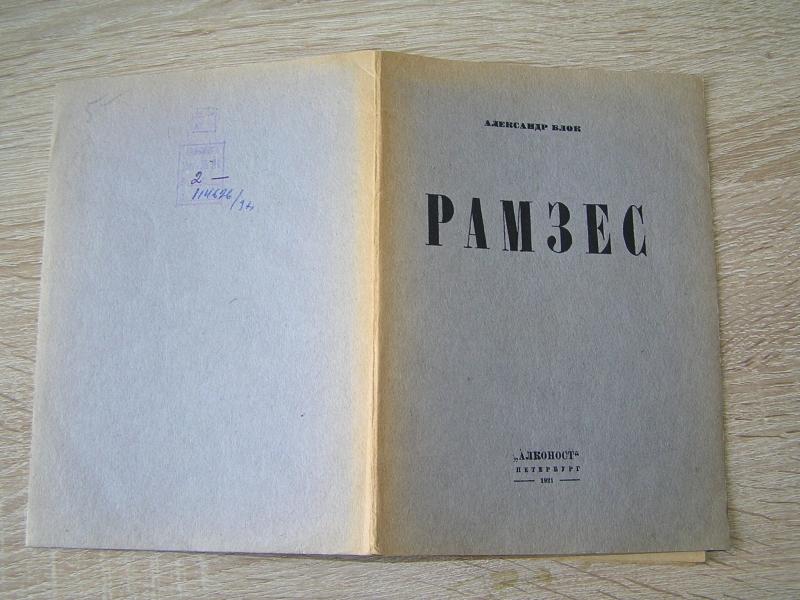 2 —
АЛЕКСАНДР БЛОК
РАМЗЕС
„АЛКОНОСТ“
ПЕТЕРБУРГ
1921